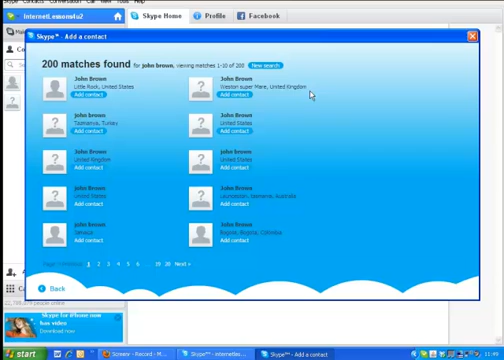 Skype Contacts Conversation Call View Tools Help
InternetLessons4u2
Skype Home
Profile
Facebook
Skype™ - Add a contact
200 matches found for john brown, viewing matches 1-10 of 200 New search
John Brown
Little Rock, United States
Add contact
John Brown
Weston super Mare, United Kingdom
Add contact
John brown
Tasmanya, Turkey
Add contact
John Brown
United States
Add contact
John Brown
United Kingdom
Add contact
John Brown
United States
Add contact
john Brown
United States
Add contact
John Brown
Launceston, tasmania, Australia
Add contact
john brown
Jamaica
Add contact
John Brown
Bogota, Bogota, Colombia
Add contact
1 2 3 4 5 6 ... 19 20 Next »
Back
people online
Skype for iPhone now
has video
Download now
start
Screens - Record - M...
Skype™ - internetles...
Skype™ - Add a contact